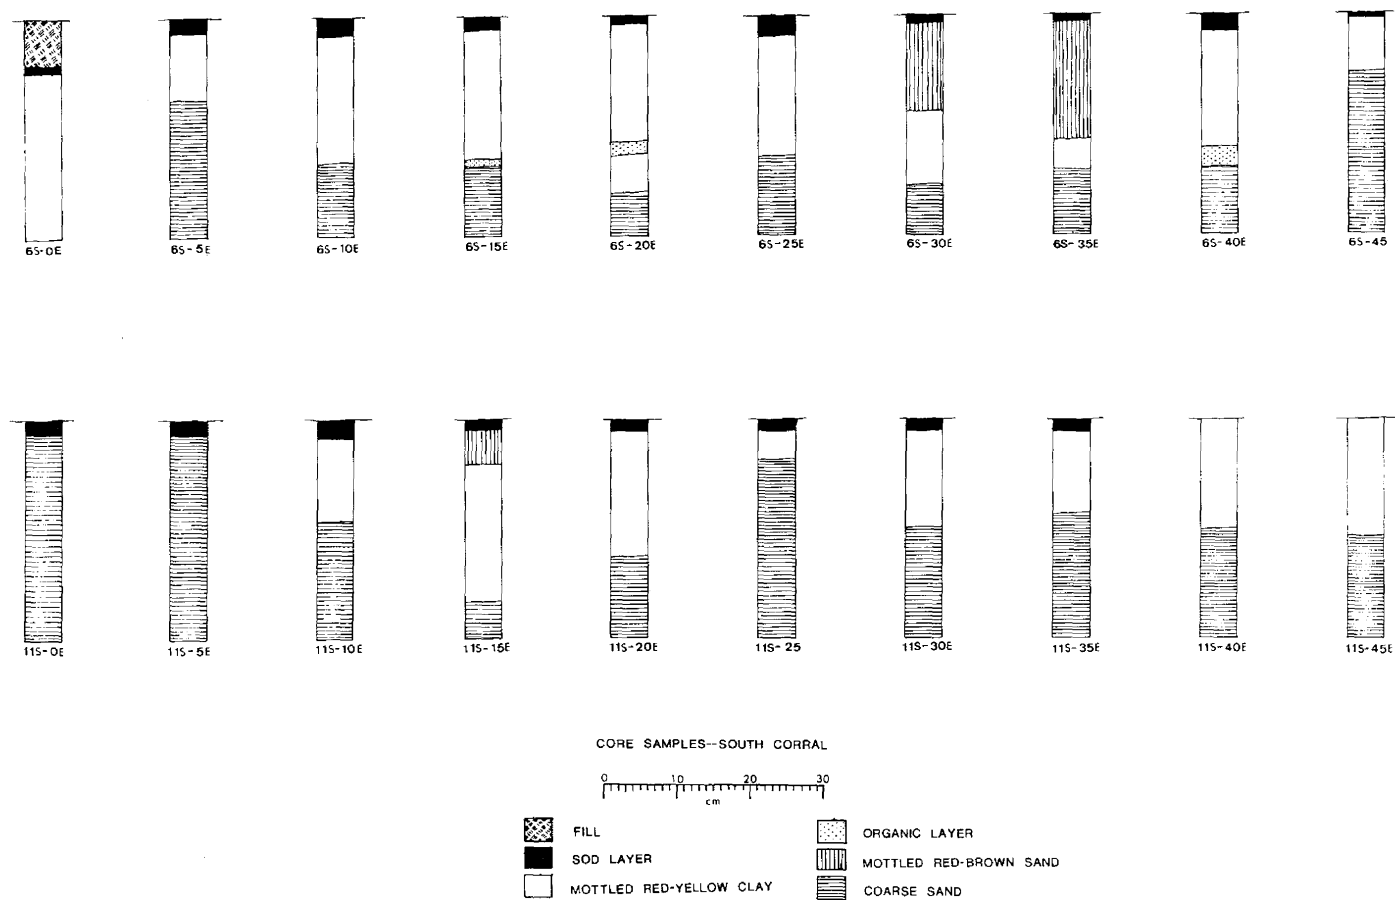 6S-0E 6S-5E 6S-10E 6S-15E 6S-20E 6S-25E 6S-30E 6S-35E 6S-40E 6S-45
11S-0E 11S-5E 11S-10E 11S-15E 11S-20E 11S-25 11S-30E 11S-35E 11S-40E 11S-45E
CORE SAMPLES--SOUTH CORRAL
0 10 20 30
cm
FILL
SOD LAYER
MOTTLED RED-YELLOW CLAY
ORGANIC LAYER
MOTTLED RED-BROWN SAND
COARSE SAND